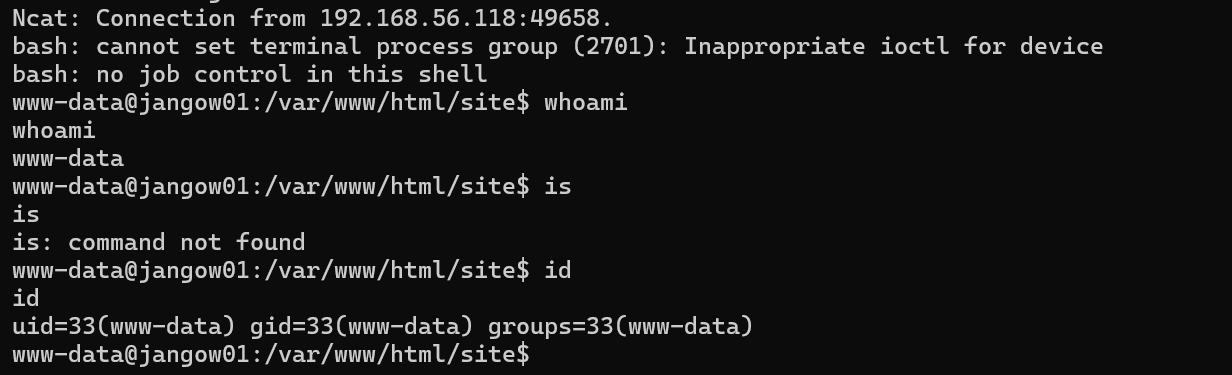 Ncat: Connection from 192.168.56.118:49658.
bash: cannot set terminal process group (2701): Inappropriate ioctl for device
bash: no job control in this shell
www-data@jangow01:/var/www/html/site$ whoami
whoami
www-data
www-data@jangow01:/var/www/html/site$ is
is
is: command not found
www-data@jangow01:/var/www/html/site$ id
id
uid=33(www-data) gid=33(www-data) groups=33(www-data)
www-data@jangow01:/var/www/html/site$